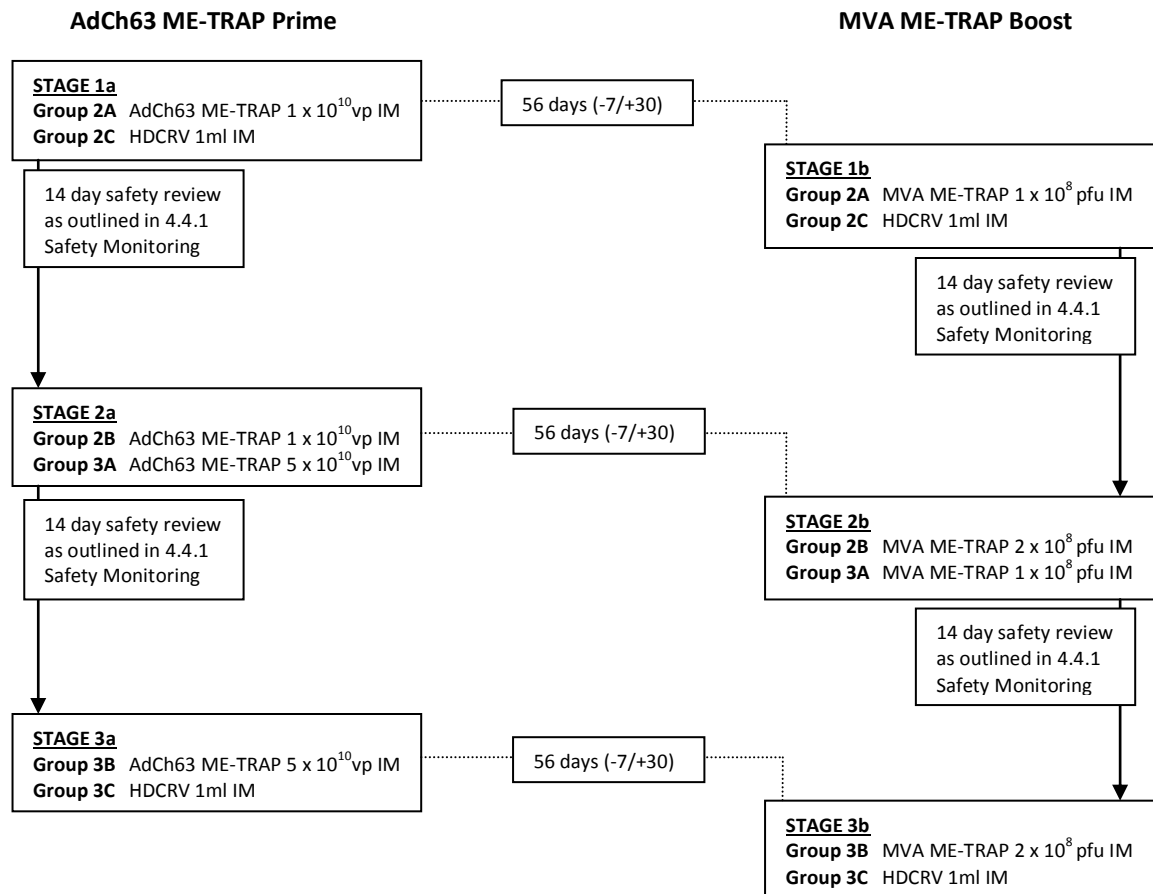 AdCh63 ME-TRAP Prime
MVA ME-TRAP Boost
STAGE 1a
Group 2A AdCh63 ME-TRAP 1 x 10^10 vp IM
Group 2C HDCRV 1ml IM
56 days (-7/+30)
STAGE 1b
Group 2A MVA ME-TRAP 1 x 10^8 pfu IM
Group 2C HDCRV 1ml IM
14 day safety review
as outlined in 4.4.1
Safety Monitoring
14 day safety review
as outlined in 4.4.1
Safety Monitoring
STAGE 2a
Group 2B AdCh63 ME-TRAP 1 x 10^10 vp IM
Group 3A AdCh63 ME-TRAP 5 x 10^10 vp IM
56 days (-7/+30)
STAGE 2b
Group 2B MVA ME-TRAP 2 x 10^8 pfu IM
Group 3A MVA ME-TRAP 1 x 10^8 pfu IM
14 day safety review
as outlined in 4.4.1
Safety Monitoring
14 day safety review
as outlined in 4.4.1
Safety Monitoring
STAGE 3a
Group 3B AdCh63 ME-TRAP 5 x 10^10 vp IM
Group 3C HDCRV 1ml IM
56 days (-7/+30)
STAGE 3b
Group 3B MVA ME-TRAP 2 x 10^8 pfu IM
Group 3C HDCRV 1ml IM